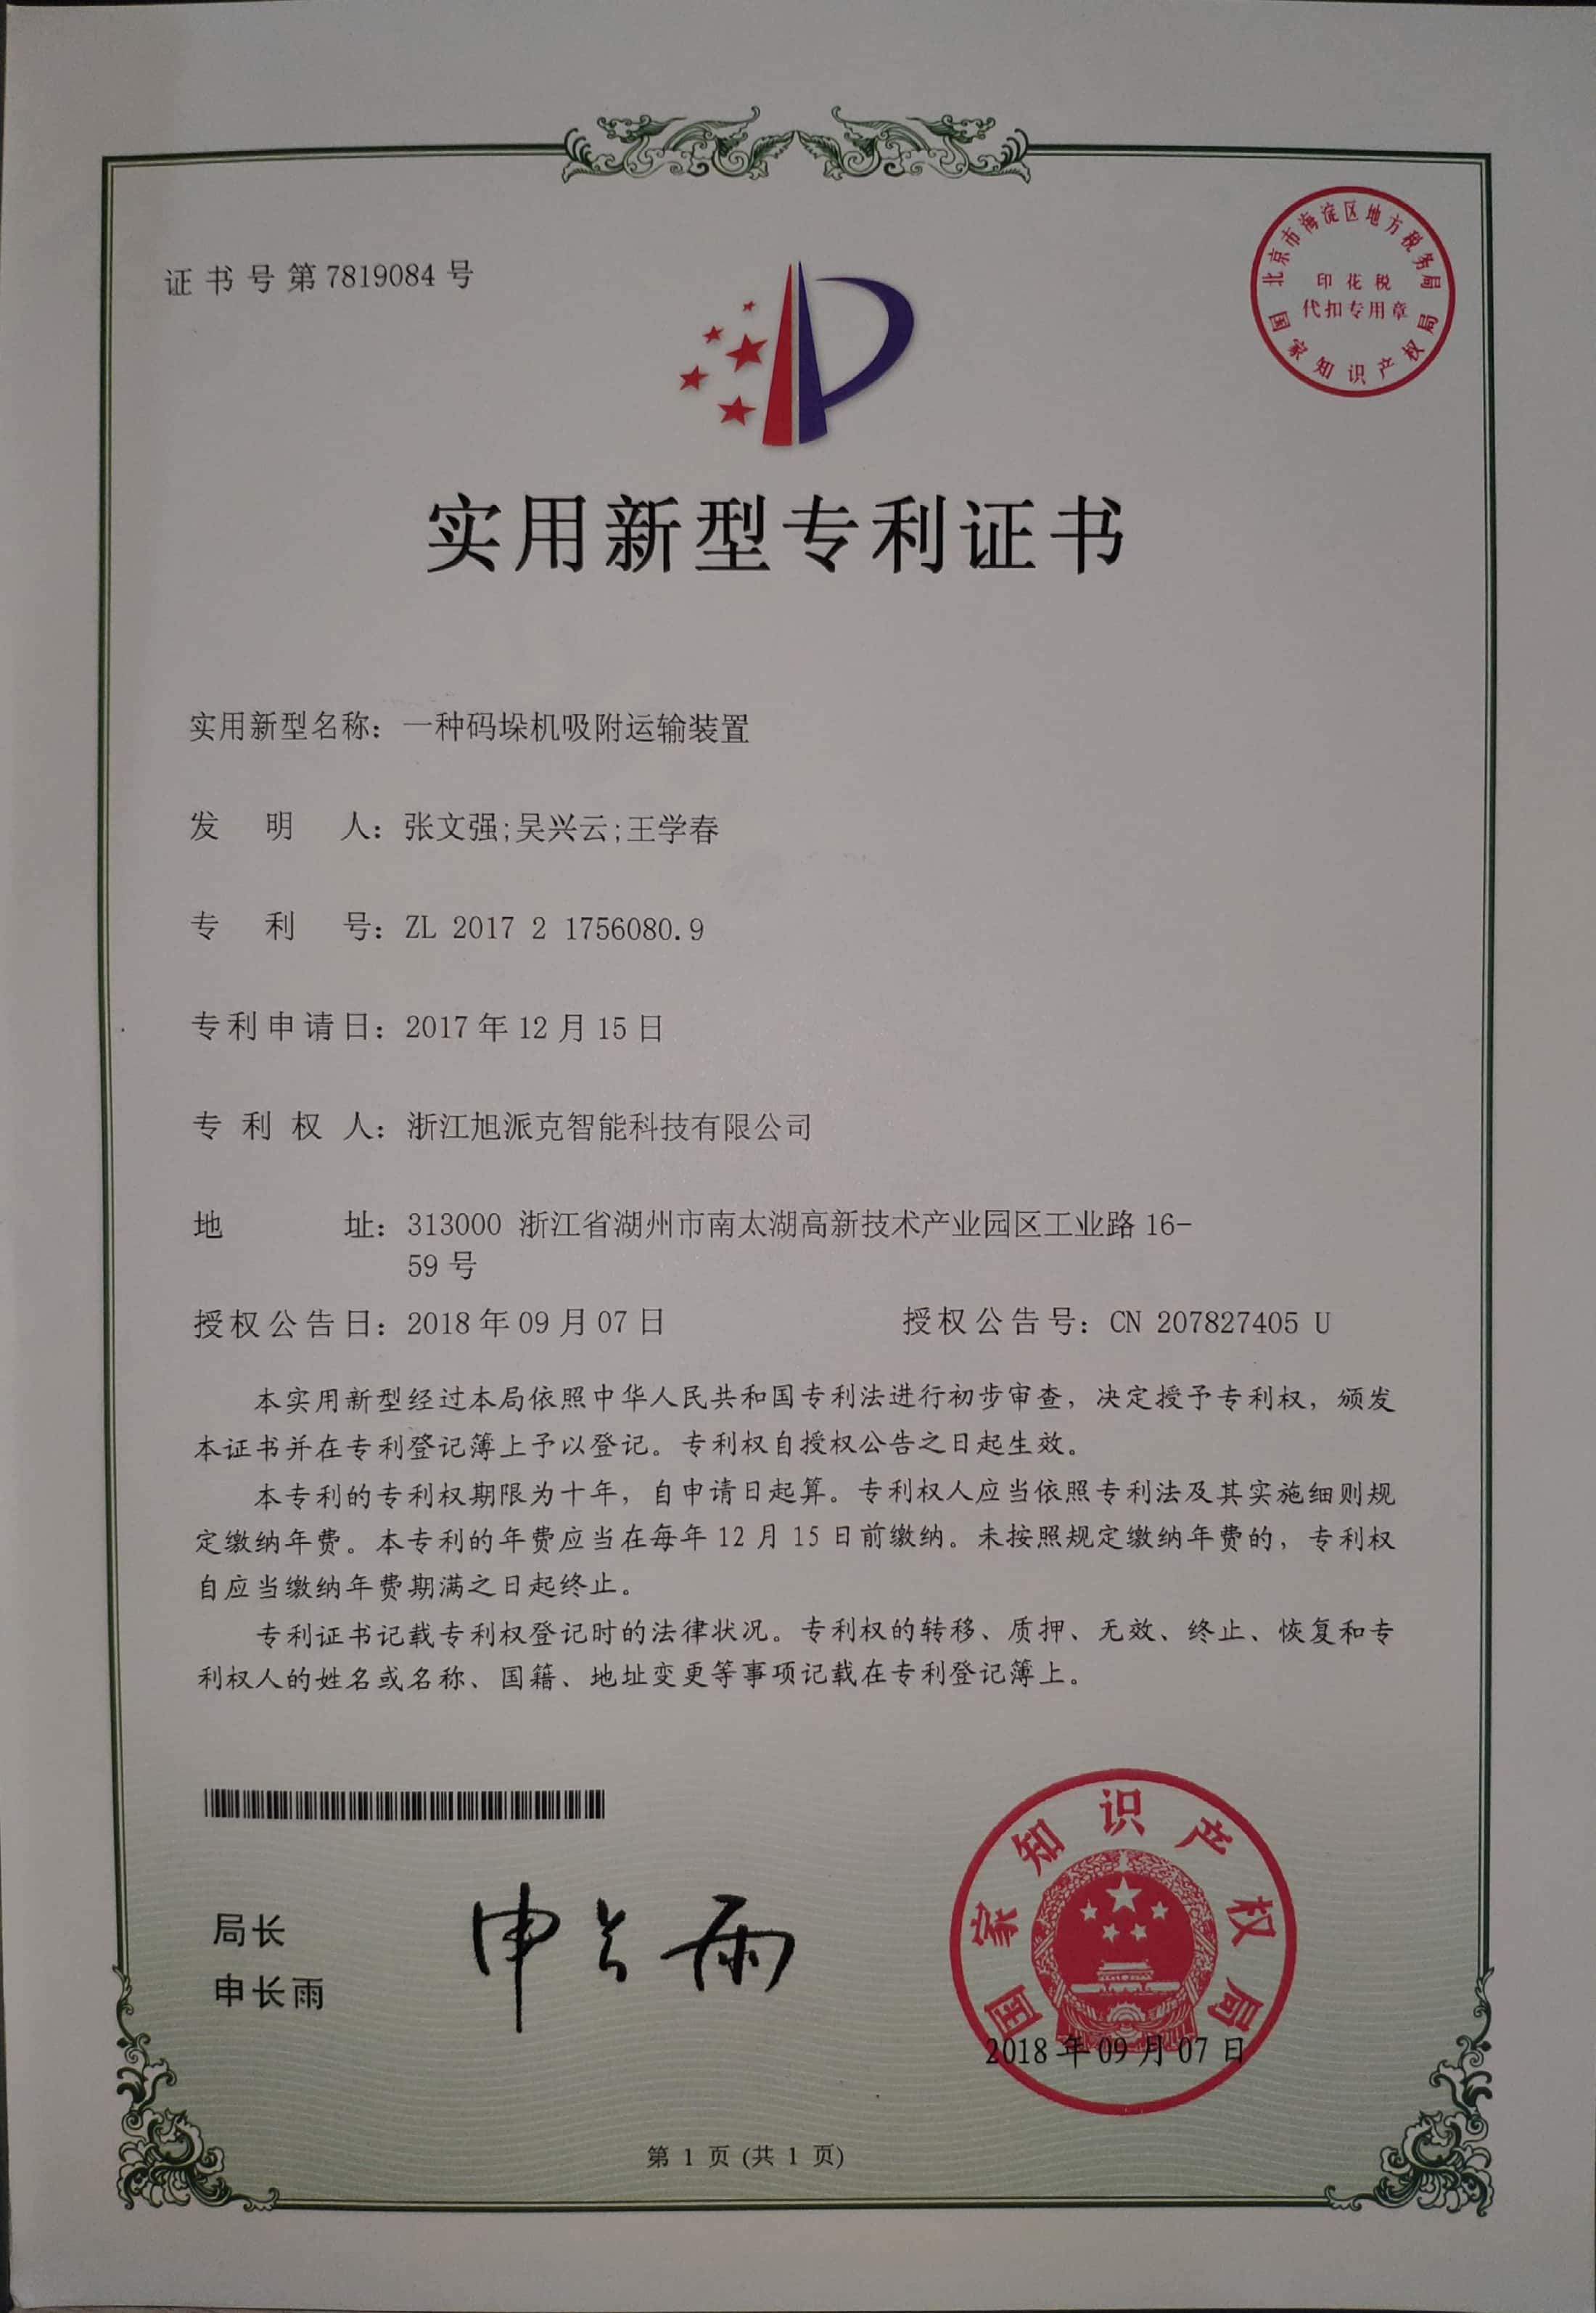 证书号第7819084号
北京市海淀区地方税务局
印花税
代扣专用章
国家知识产权局
实用新型专利证书
实用新型名称：一种码垛机吸附运输装置
发明人：张文强;吴兴云;王学春
专利号：ZL 2017 2 1756080.9
专利申请日：2017年12月15日
专利权人：浙江旭派克智能科技有限公司
地址：313000 浙江省湖州市南太湖高新技术产业园区工业路16-
59号
授权公告日：2018年09月07日 授权公告号：CN 207827405 U
本实用新型经过本局依照中华人民共和国专利法进行初步审查，决定授予专利权，颁发
本证书并在专利登记簿上予以登记。专利权自授权公告之日起生效。
本专利的专利权期限为十年，自申请日起算。专利权人应当依照专利法及其实施细则规
定缴纳年费。本专利的年费应当在每年12月15日前缴纳。未按照规定缴纳年费的，专利权
自应当缴纳年费期满之日起终止。
专利证书记载专利权登记时的法律状况。专利权的转移、质押、无效、终止、恢复和专
利权人的姓名或名称、国籍、地址变更等事项记载在专利登记簿上。
局长
申长雨
申长雨
国家知识产权局
2018年09月07日
第 1 页 (共 1 页)